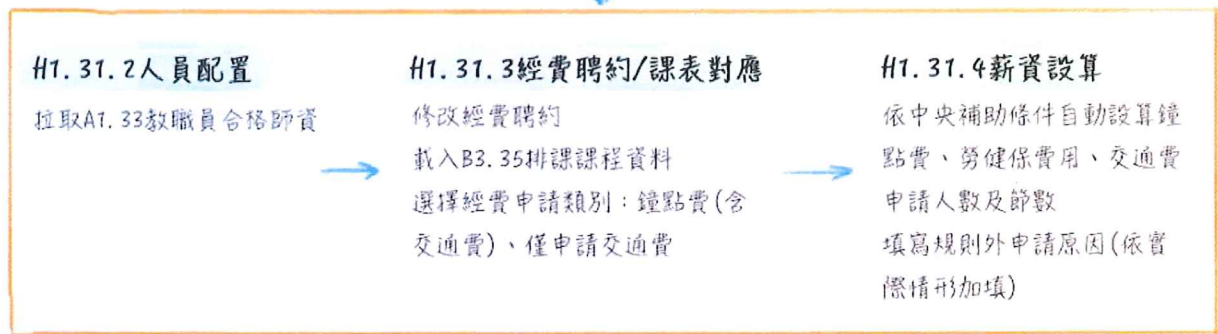 H1.31.2人員配置
拉取A1.33教職員合格師資
H1.31.3經費聘約/課表對應
修改經費聘約
載入B3.35排課課程資料
選擇經費申請類別：鐘點費(含
交通費)、僅申請交通費
H1.31.4薪資設算
依中央補助條件自動設算鐘
點費、勞健保費用、交通費
申請人數及節數
填寫規則外申請原因(依實
際情形加填)